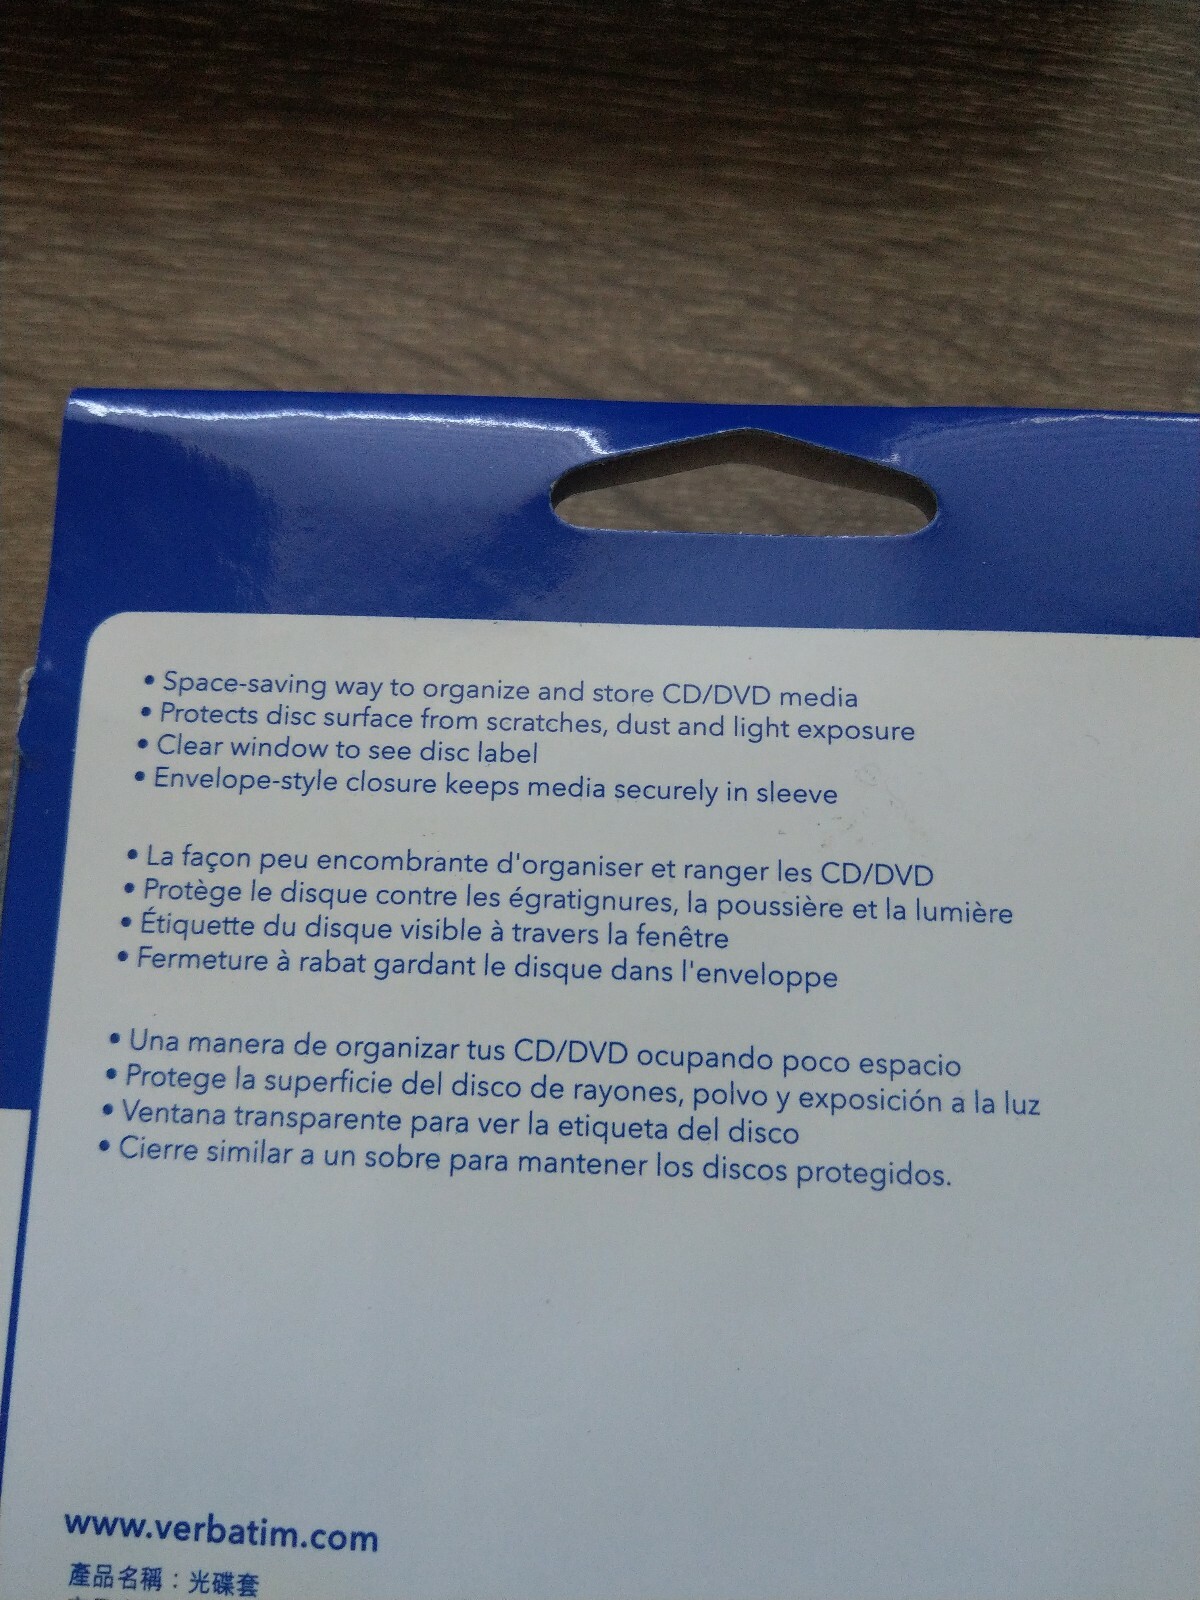 • Space-saving way to organize and store CD/DVD media
• Protects disc surface from scratches, dust and light exposure
• Clear window to see disc label
• Envelope-style closure keeps media securely in sleeve
• La façon peu encombrante d'organiser et ranger les CD/DVD
• Protège le disque contre les égratignures, la poussière et la lumière
• Étiquette du disque visible à travers la fenêtre
• Fermeture à rabat gardant le disque dans l'enveloppe
• Una manera de organizar tus CD/DVD ocupando poco espacio
• Protege la superficie del disco de rayones, polvo y exposición a la luz
• Ventana transparente para ver la etiqueta del disco
• Cierre similar a un sobre para mantener los discos protegidos.
www.verbatim.com
產品名稱：光碟套